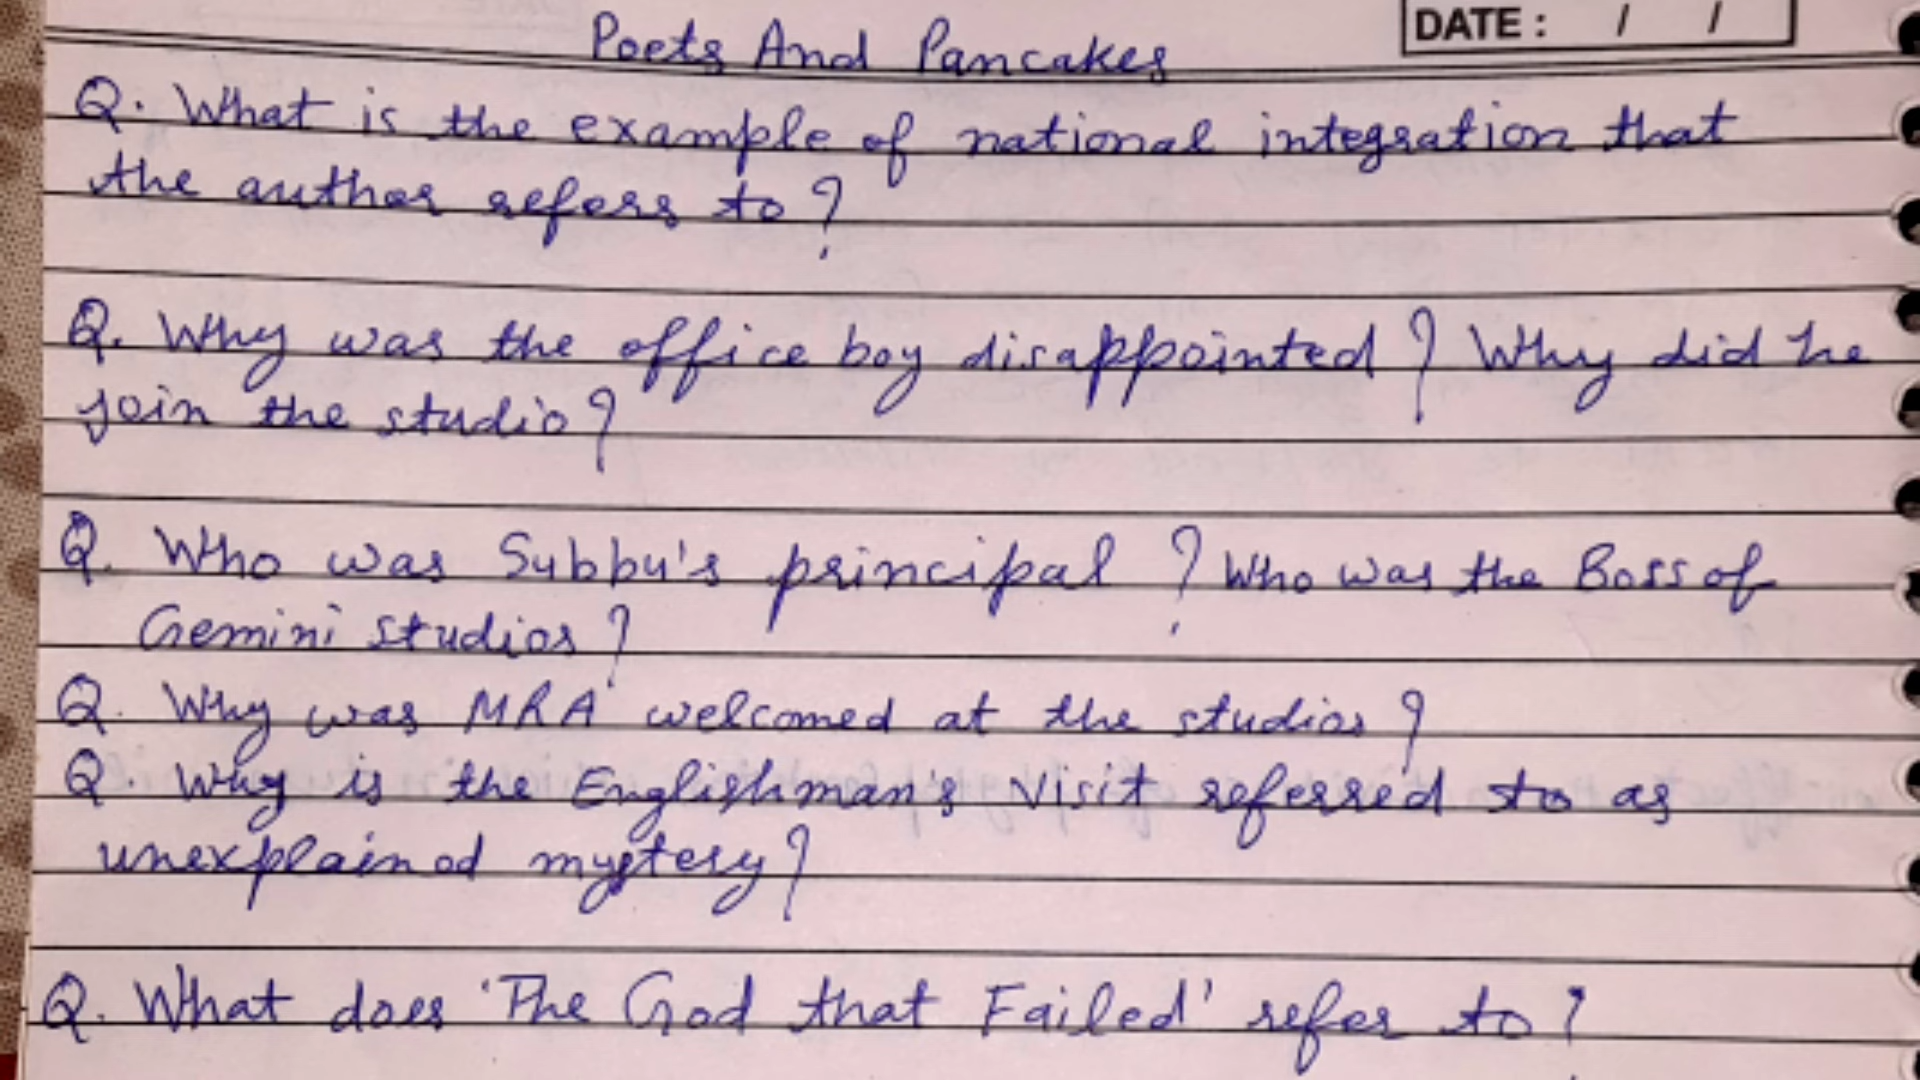 DATE : / /
Poets And Pancakes
Q. What is the example of national integration that
the author refers to?
Q. Why was the office boy disappointed? Why did he
join the studio?
Q. Who was Subbu's principal? Who was the Boss of
Gemini studios?
Q. Why was MRA welcomed at the studios?
Q. Why is the Englishman's visit referred to as
unexplained mystery?
Q. What does 'The God that Failed' refer to?